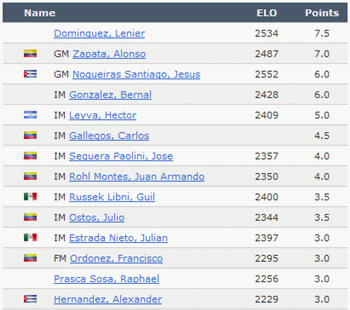 Name ELO Points
Dominguez, Lenier 2534 7.5
GM Zapata, Alonso 2487 7.0
GM Nogueiras Santiago, Jesus 2552 6.0
IM Gonzalez, Bernal 2428 6.0
IM Leyva, Hector 2409 5.0
IM Gallegos, Carlos 4.5
IM Sequera Paolini, Jose 2357 4.0
IM Rohl Montes, Juan Armando 2350 4.0
IM Russek Libni, Guil 2400 3.5
IM Ostos, Julio 2344 3.5
IM Estrada Nieto, Julian 2397 3.0
FM Ordonez, Francisco 2295 3.0
Prasca Sosa, Raphael 2256 3.0
Hernandez, Alexander 2229 3.0